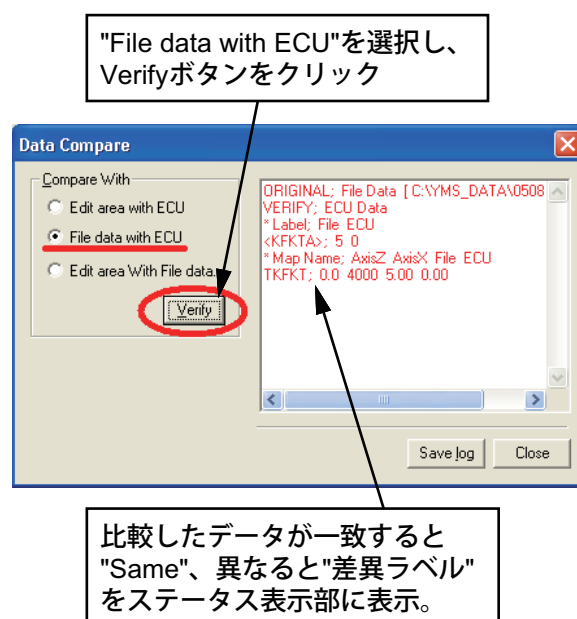 "File data with ECU"を選択し、
Verifyボタンをクリック
Data Compare
Compare With
Edit area with ECU
File data with ECU
Edit area With File data.
Verify
ORIGINAL; File Data [ C:\YMS_DATA\0508
VERIFY; ECU Data
* Label; File ECU
<KFKTA>; 5 0
* Map Name; AxisZ AxisX File ECU
TKFKT; 0.0 4000 5.00 0.00
Save log
Close
比較したデータが一致すると
"Same"、異なると"差異ラベル"
をステータス表示部に表示。